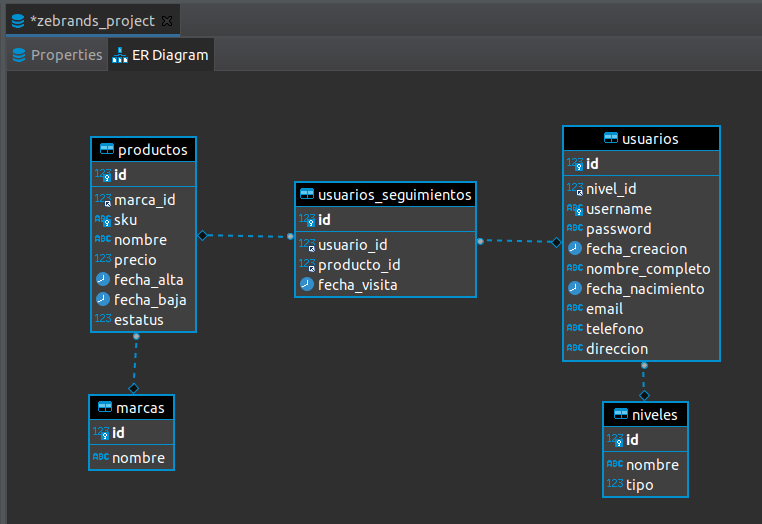 *zebrands_project
Properties
ER Diagram
productos
123 id
123 marca_id
ABC sku
ABC nombre
123 precio
fecha_alta
fecha_baja
123 estatus
usuarios_seguimientos
123 id
123 usuario_id
123 producto_id
fecha_visita
usuarios
123 id
123 nivel_id
ABC username
ABC password
fecha_creacion
ABC nombre_completo
fecha_nacimiento
ABC email
ABC telefono
ABC direccion
marcas
123 id
ABC nombre
niveles
123 id
ABC nombre
123 tipo